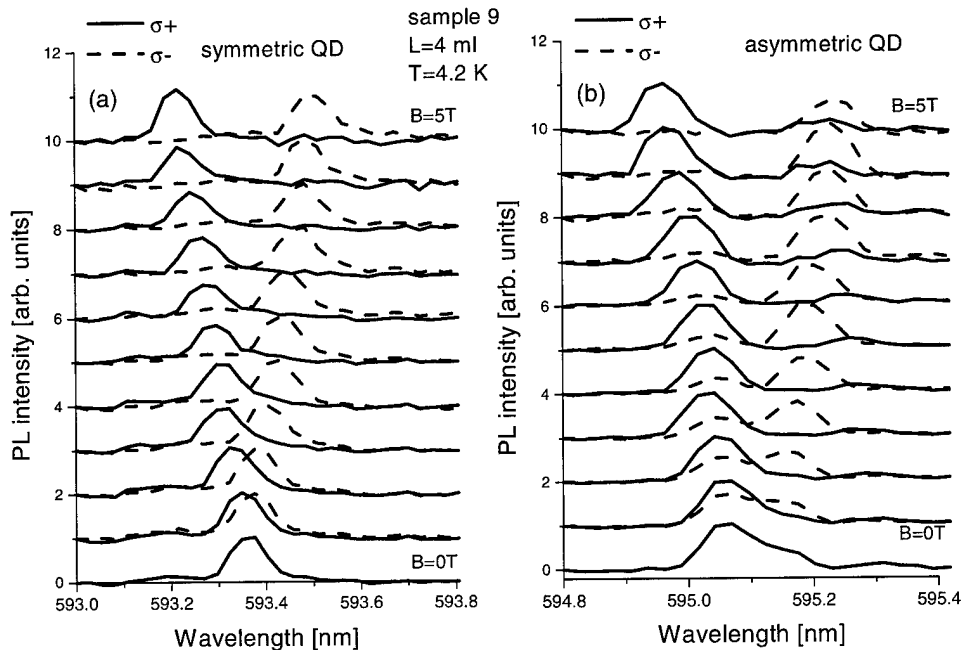 σ+
σ-
symmetric QD
sample 9
L=4 ml
T=4.2 K
σ+
σ-
asymmetric QD
(a)
B=5T
B=0T
12
10
8
6
4
2
0
PL intensity [arb. units]
593.0 593.2 593.4 593.6 593.8
Wavelength [nm]
(b)
B=5T
B=0T
12
10
8
6
4
2
0
PL intensity [arb. units]
594.8 595.0 595.2 595.4
Wavelength [nm]